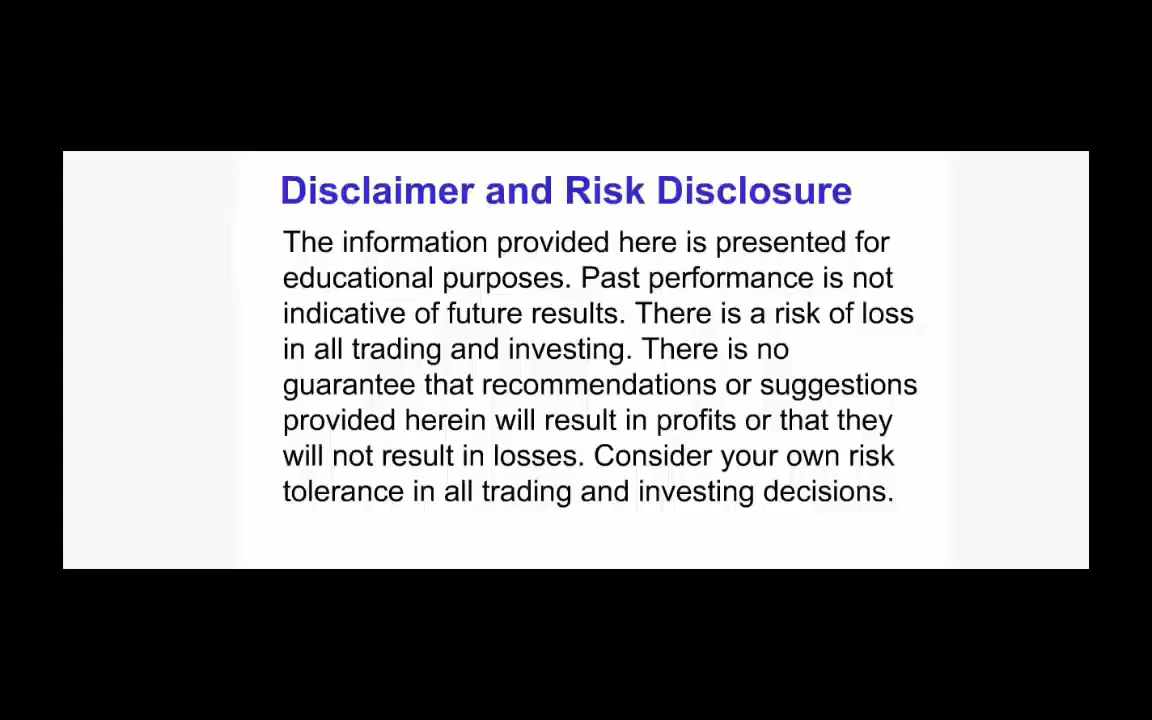 Disclaimer and Risk Disclosure
The information provided here is presented for
educational purposes. Past performance is not
indicative of future results. There is a risk of loss
in all trading and investing. There is no
guarantee that recommendations or suggestions
provided herein will result in profits or that they
will not result in losses. Consider your own risk
tolerance in all trading and investing decisions.